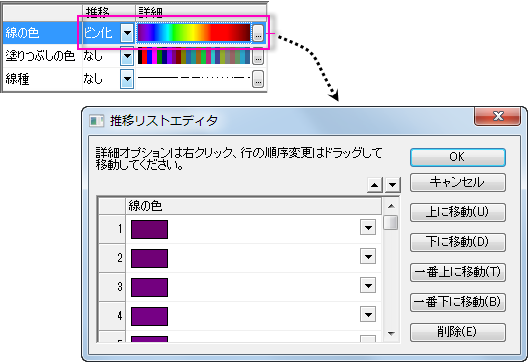 推移 詳細
線の色 ビン化 ...
塗りつぶしの色 なし ...
線種 なし ...
推移リストエディタ
詳細オプションは右クリック、行の順序変更はドラッグして
移動してください。
OK
キャンセル
上に移動(U)
下に移動(D)
一番上に移動(T)
一番下に移動(B)
削除(E)
線の色
1
2
3
4
5